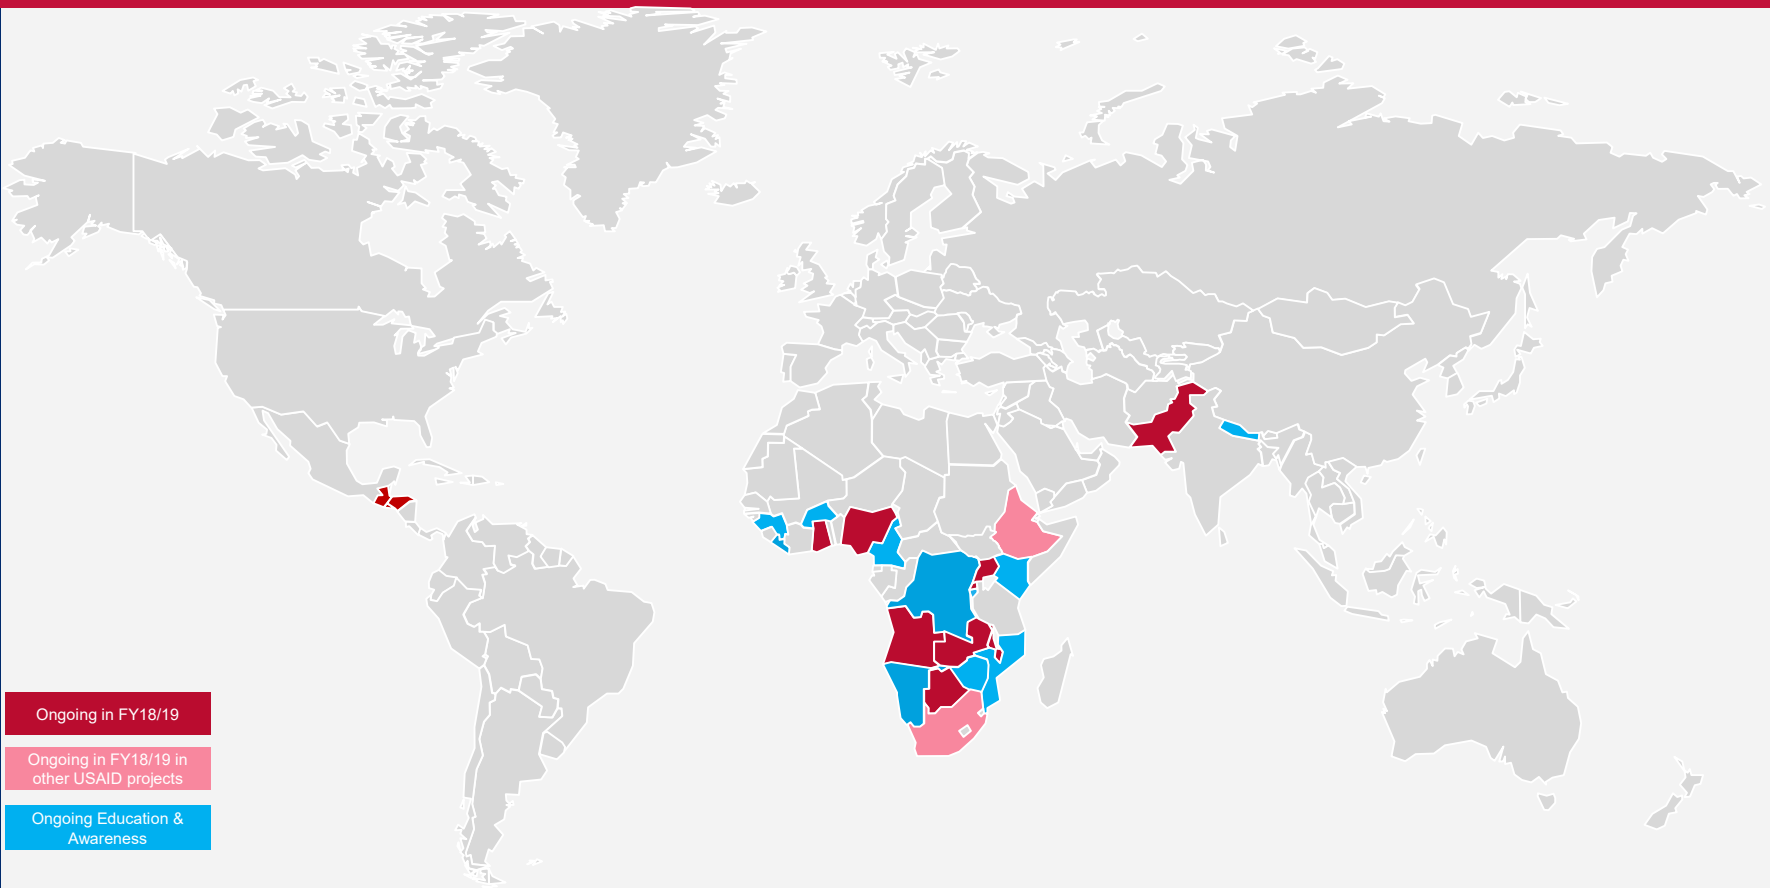 Ongoing in FY18/19
Ongoing in FY18/19 in
other USAID projects
Ongoing Education &
Awareness